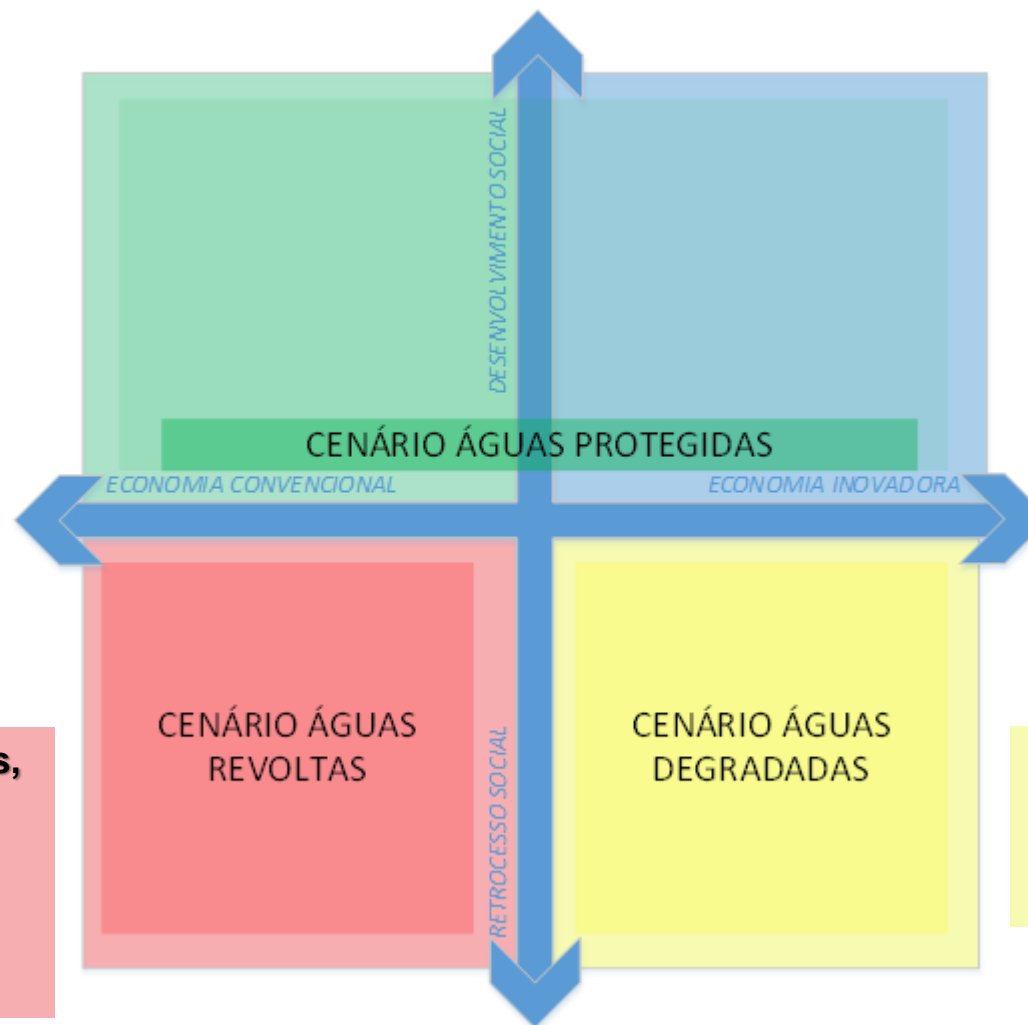 DESENVOLVIMENTO SOCIAL
CENÁRIO ÁGUAS PROTEGIDAS
ECONOMIA CONVENCIONAL
ECONOMIA INOVADORA
CENÁRIO ÁGUAS
REVOLTAS
CENÁRIO ÁGUAS
DEGRADADAS
RETROCESSO SOCIAL
s,